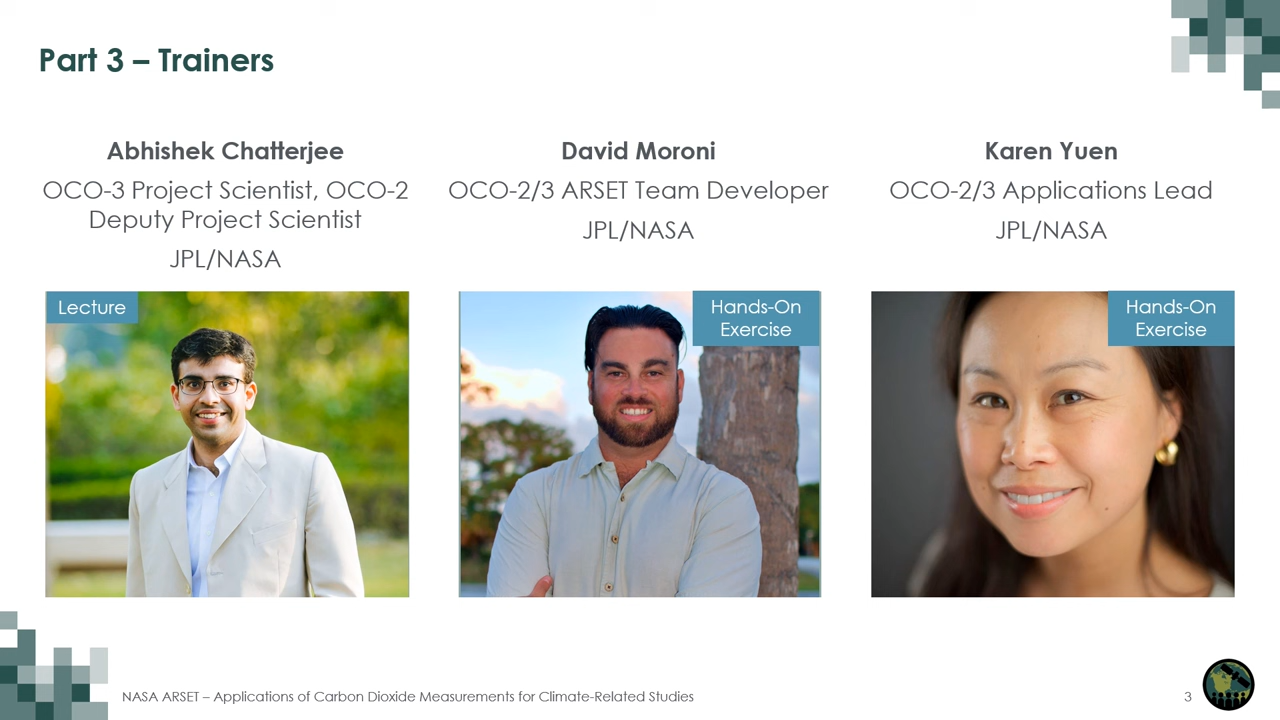 Part 3 – Trainers
Abhishek Chatterjee
OCO-3 Project Scientist, OCO-2
Deputy Project Scientist
JPL/NASA
David Moroni
OCO-2/3 ARSET Team Developer
JPL/NASA
Karen Yuen
OCO-2/3 Applications Lead
JPL/NASA
Lecture
Hands-On
Exercise
Hands-On
Exercise
NASA ARSET – Applications of Carbon Dioxide Measurements for Climate-Related Studies
3